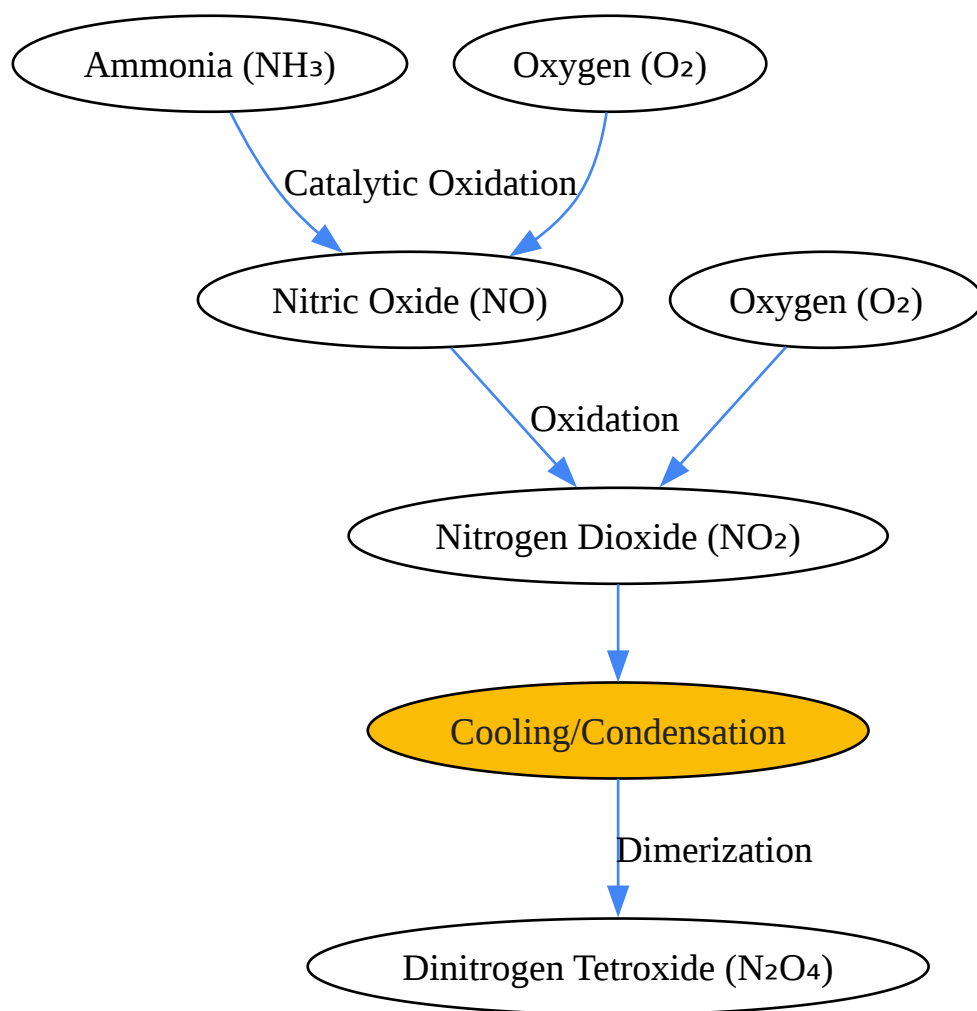 Ammonia (NH₃)
Oxygen (O₂)
Catalytic Oxidation
Nitric Oxide (NO)
Oxygen (O₂)
Oxidation
Nitrogen Dioxide (NO₂)
Cooling/Condensation
Dimerization
Dinitrogen Tetroxide (N₂O₄)